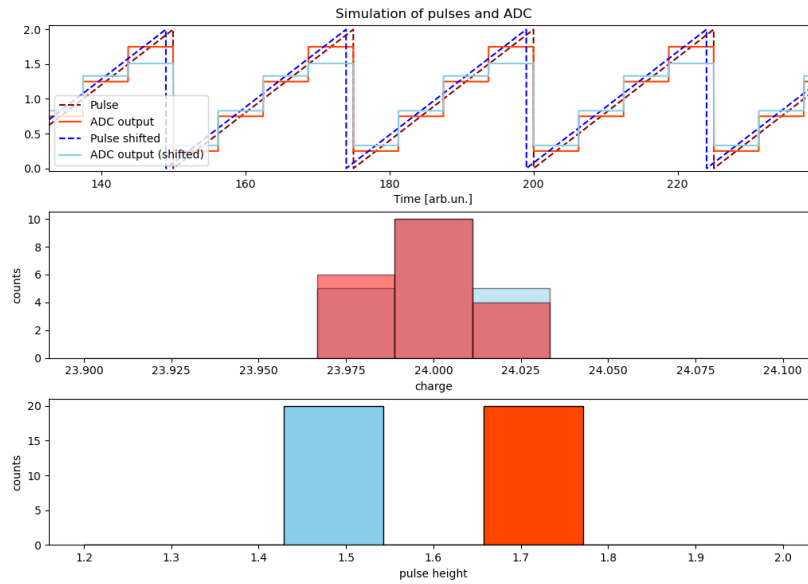 Simulation of pulses and ADC
2.0
1.5
1.0
0.5
0.0
Pulse
ADC output
Pulse shifted
ADC output (shifted)
140 160 180 200 220
Time [arb.un.]
10
8
6
4
2
0
counts
23.900 23.925 23.950 23.975 24.000 24.025 24.050 24.075 24.100
charge
20
15
10
5
0
counts
1.2 1.3 1.4 1.5 1.6 1.7 1.8 1.9 2.0
pulse height